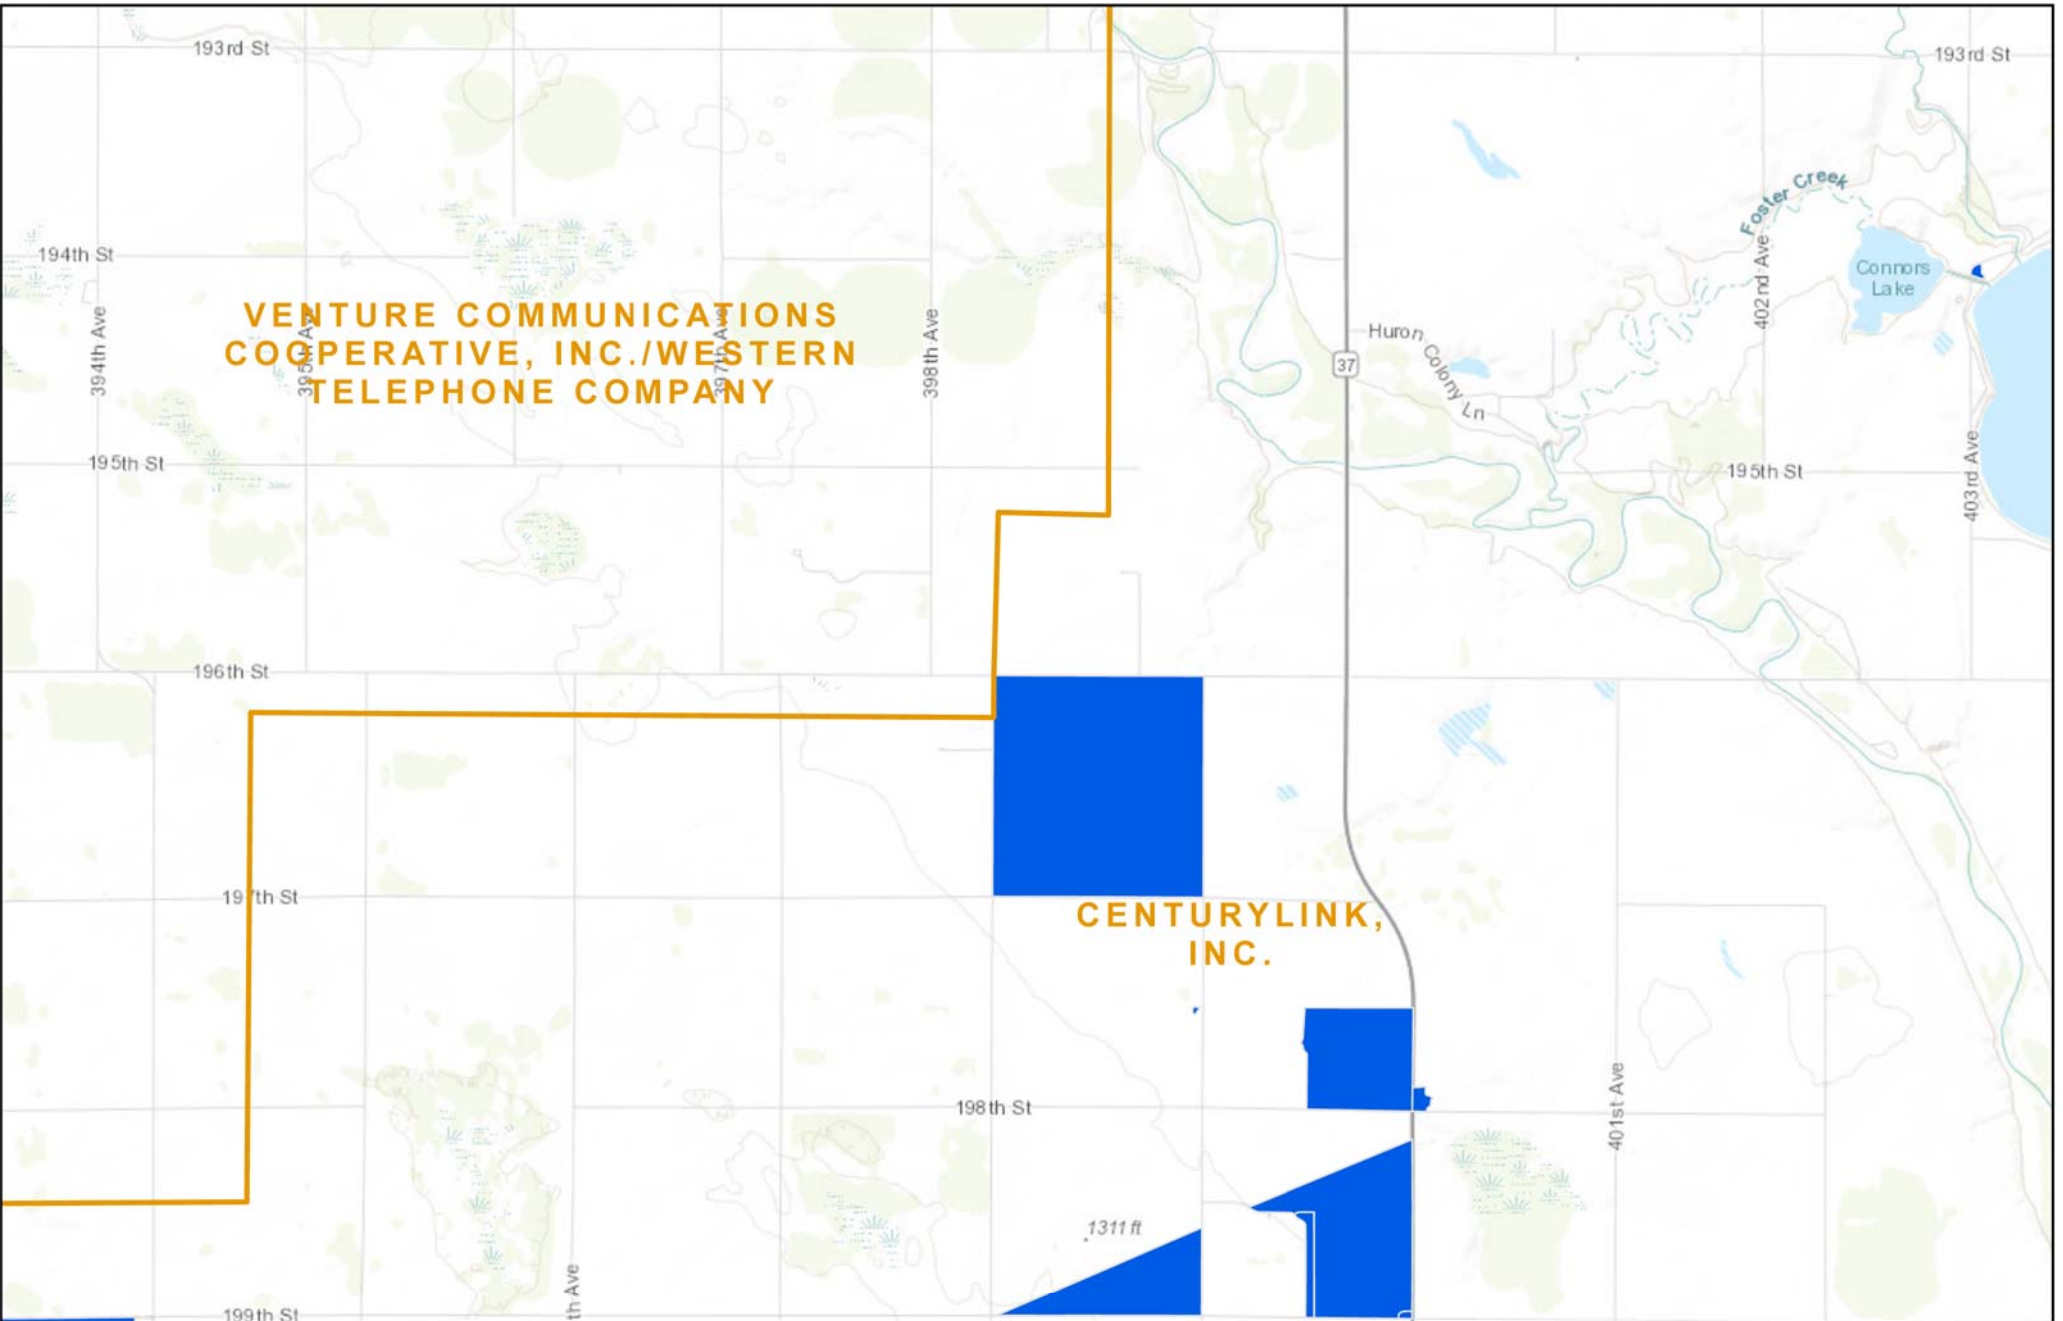 193rd St
193rd St
Foster Creek
194th St
402nd Ave
Connors
Lake
VENTURE COMMUNICATIONS
COOPERATIVE, INC./WESTERN
TELEPHONE COMPANY
394th Ave
395th Ave
397th Ave
398th Ave
Huron Colony Ln
37
195th St
195th St
403rd Ave
196th St
197th St
CENTURYLINK,
INC.
198th St
401st Ave
1311 ft
th Ave
199th St